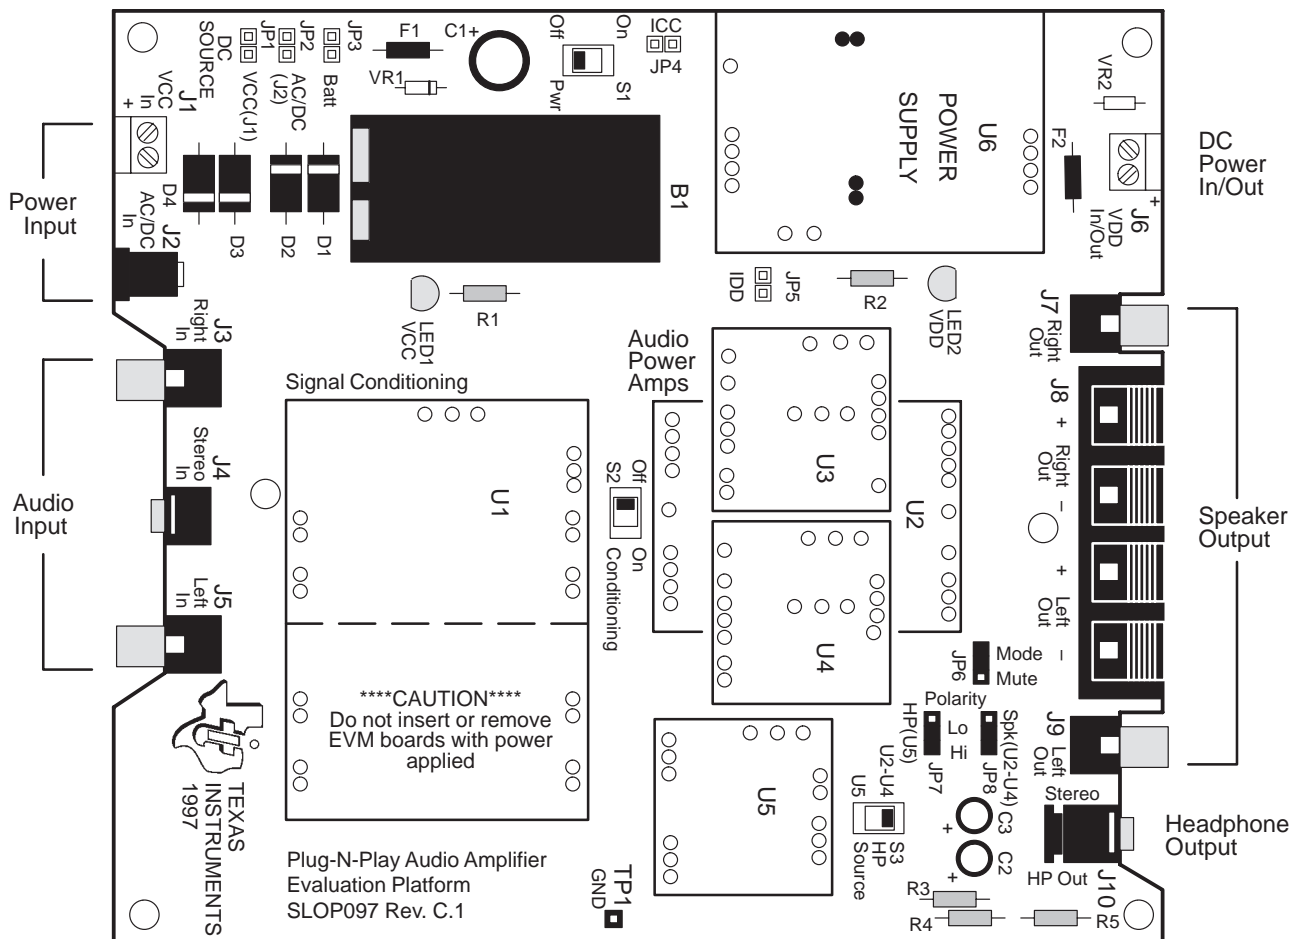 DC
SOURCE
JP1
VCC(J1)
JP2
AC/DC
(J2)
JP3
Batt
F1
VR1
C1+
Off
On
Pwr
S1
ICC
JP4
U6
POWER
SUPPLY
VR2
F2
J1
VCC
In
+
Power
Input
D4
D3
D2
D1
B1
J2
AC/DC
In
DC
Power
In/Out
J6
VDD
In/Out
+
J3
Right
In
LED1
VCC
R1
IDD
JP5
R2
LED2
VDD
J7
Right
Out
Signal Conditioning
Audio
Power
Amps
U1
U3
U2
U4
S2
Off
On
Conditioning
J4
Stereo
In
Audio
Input
J5
Left
In
J8
+
Right
Out
–
+
Left
Out
–
Speaker
Output
JP6
Mode
Mute
Polarity
HP(U5)
Lo
Hi
JP7
Spk(U2-U4)
JP8
J9
Left
Out
****CAUTION****
Do not insert or remove
EVM boards with power
applied
TEXAS
INSTRUMENTS
1997
U5
U2-U4
U5
S3
HP
Source
C3
+
C2
+
Stereo
HP Out
J10
Headphone
Output
Plug-N-Play Audio Amplifier
Evaluation Platform
SLOP097 Rev. C.1
TP1
GND
R3
R4
R5